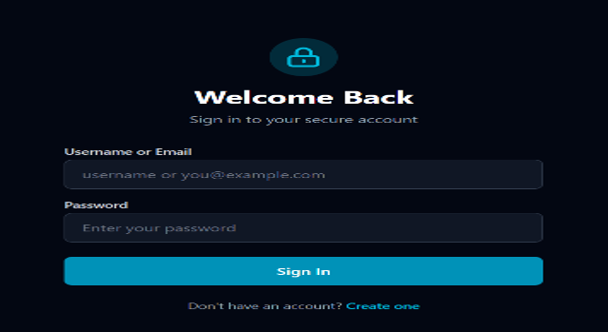 Welcome Back
Sign in to your secure account
Username or Email
username or you@example.com
Password
Enter your password
Sign In
Don't have an account? Create one